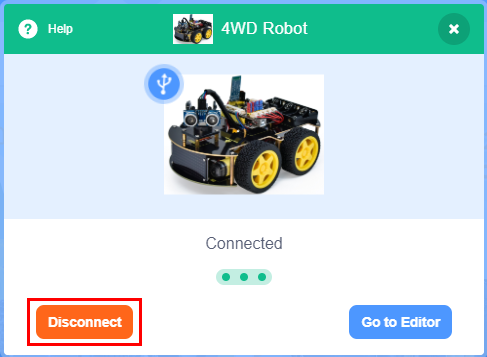 Help
4WD Robot
Connected
Disconnect
Go to Editor